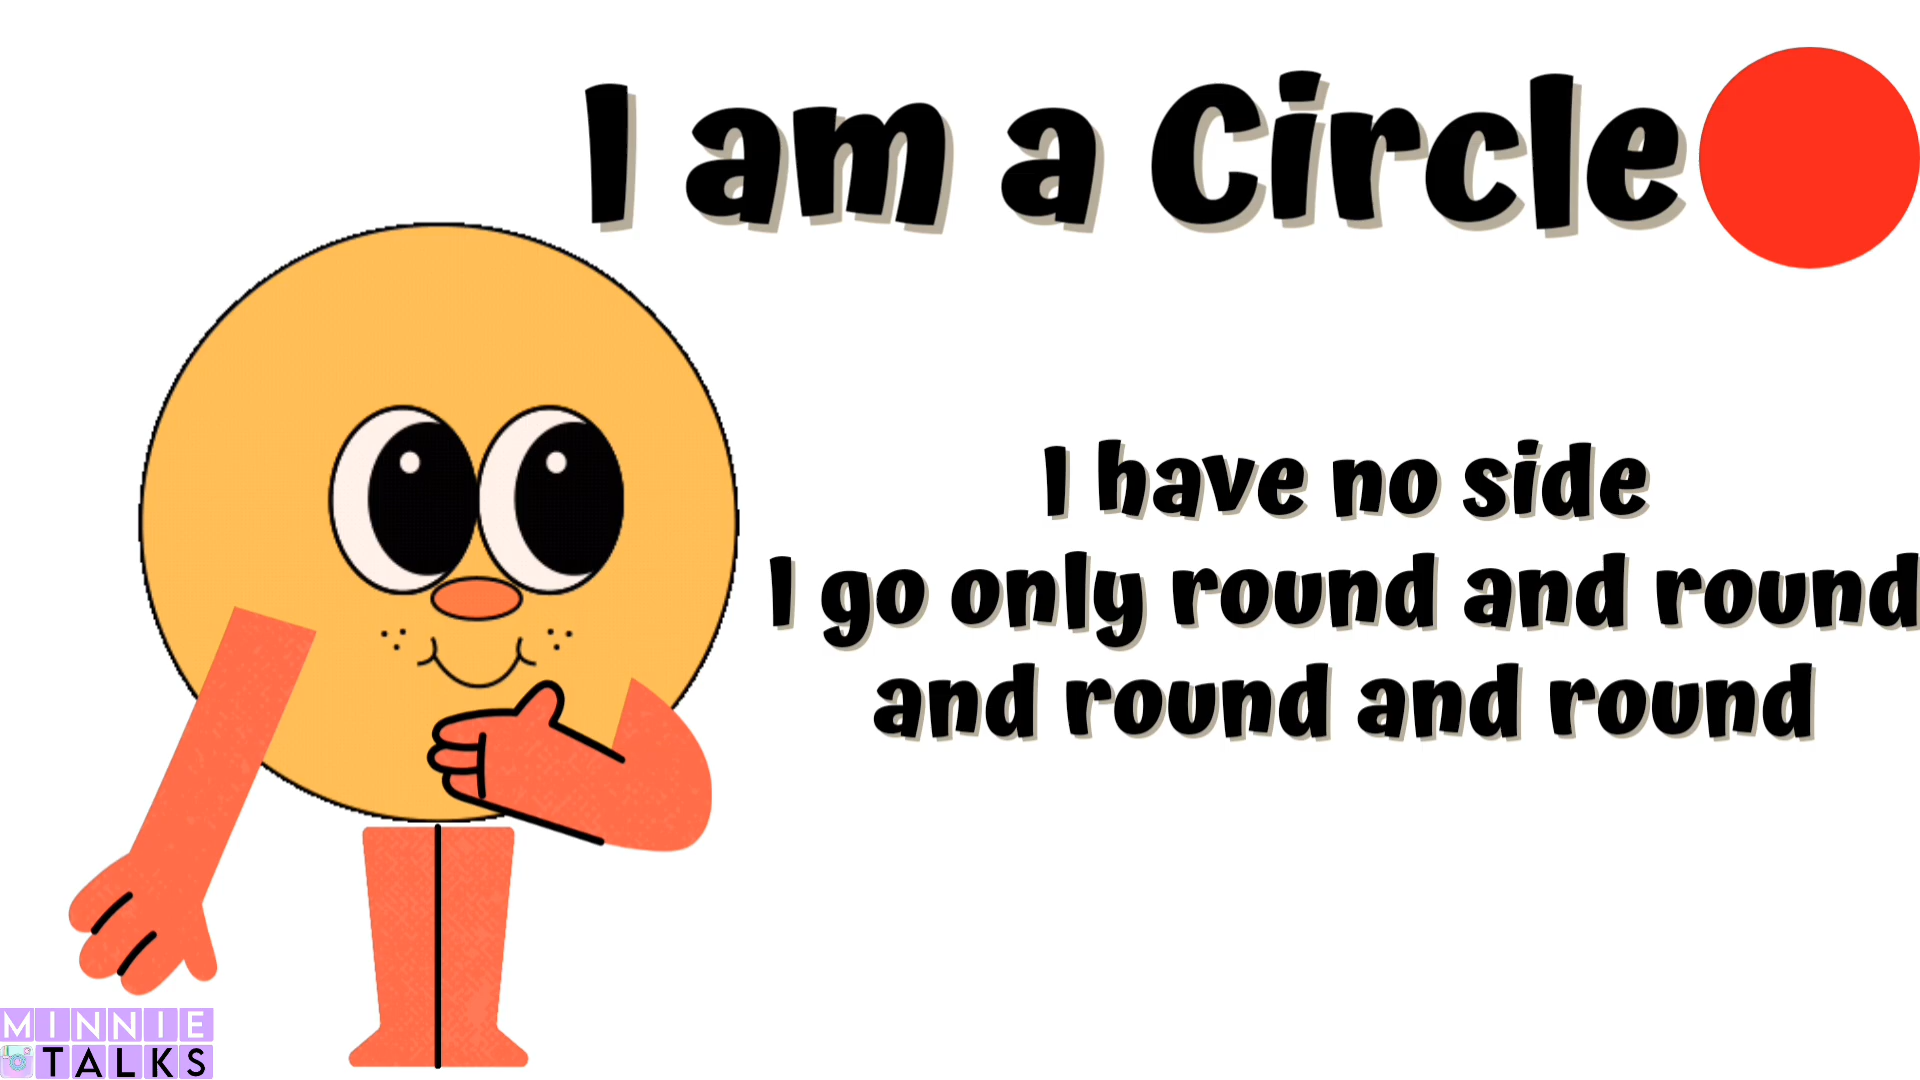 I am a Circle
I have no side
I go only round and round
and round and round
MINNIE
TALKS